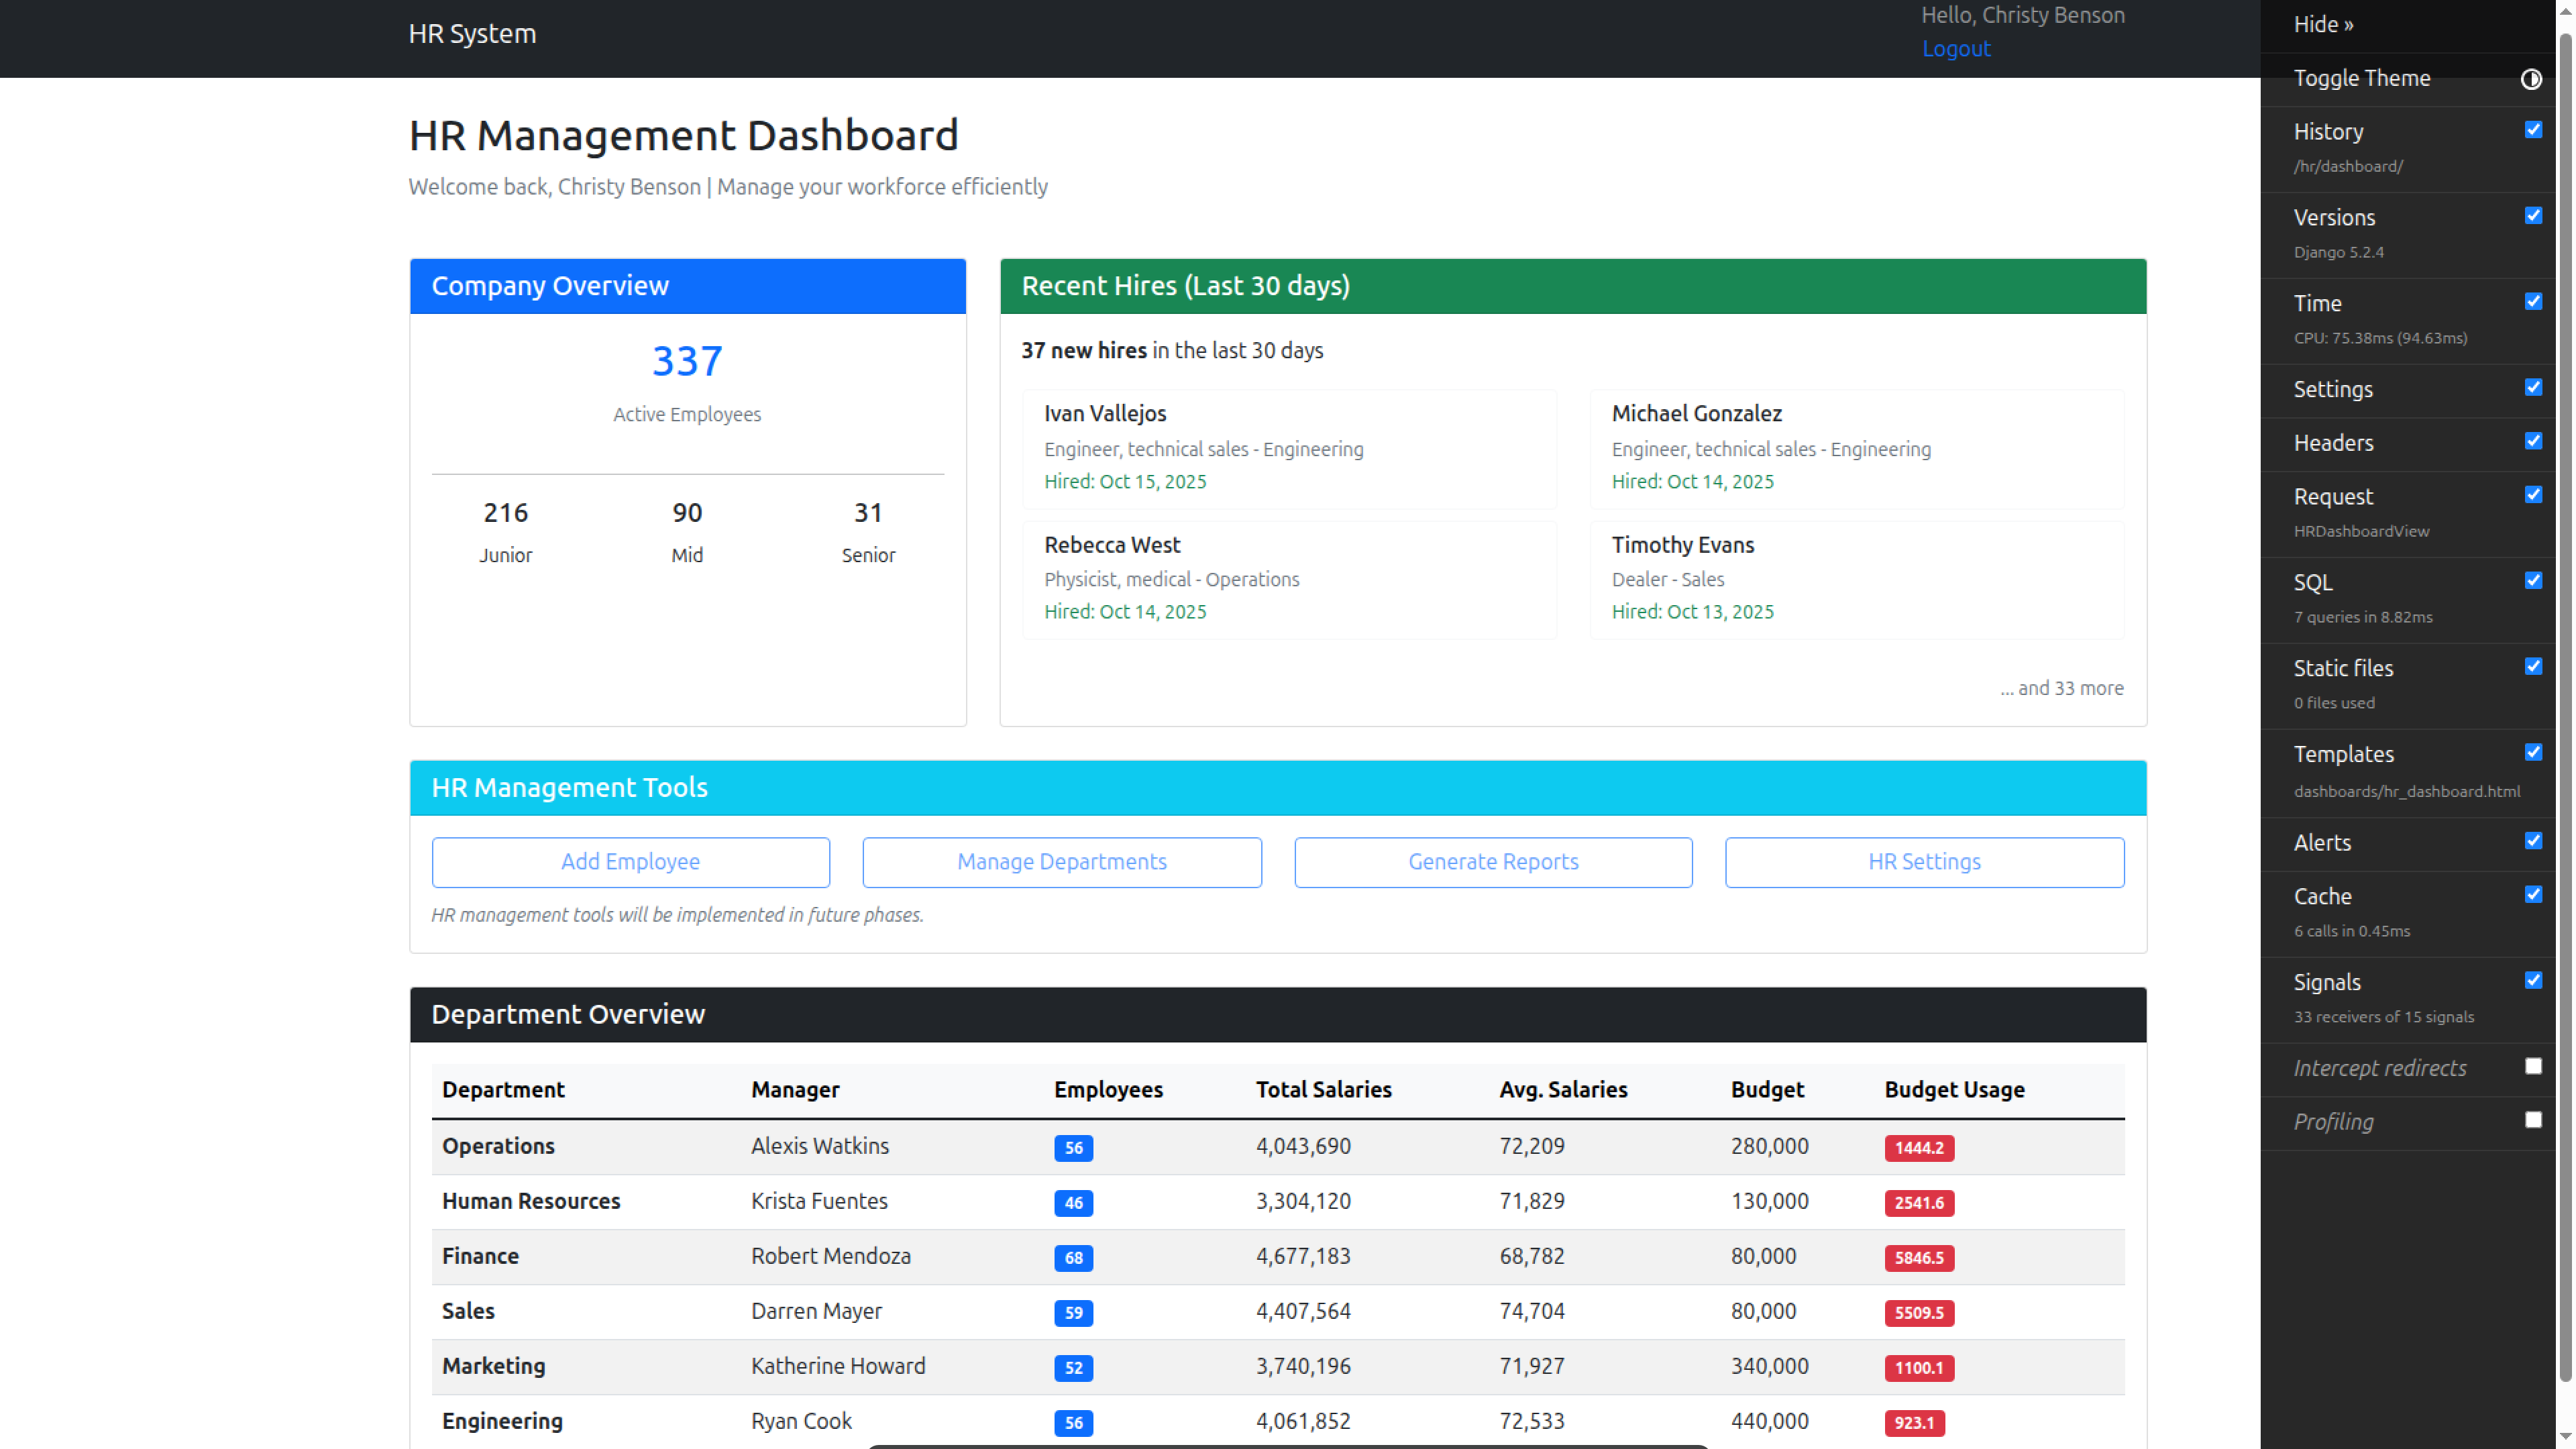 HR System
Hello, Christy Benson
Logout
HR Management Dashboard
Welcome back, Christy Benson | Manage your workforce efficiently
Company Overview
337
Active Employees
216 90 31
Junior Mid Senior
Recent Hires (Last 30 days)
37 new hires in the last 30 days
Ivan Vallejos
Engineer, technical sales - Engineering
Hired: Oct 15, 2025
Michael Gonzalez
Engineer, technical sales - Engineering
Hired: Oct 14, 2025
Rebecca West
Physicist, medical - Operations
Hired: Oct 14, 2025
Timothy Evans
Dealer - Sales
Hired: Oct 13, 2025
... and 33 more
HR Management Tools
Add Employee Manage Departments Generate Reports HR Settings
HR management tools will be implemented in future phases.
Department Overview
Department Manager Employees Total Salaries Avg. Salaries Budget Budget Usage
Operations Alexis Watkins 56 4,043,690 72,209 280,000 1444.2
Human Resources Krista Fuentes 46 3,304,120 71,829 130,000 2541.6
Finance Robert Mendoza 68 4,677,183 68,782 80,000 5846.5
Sales Darren Mayer 59 4,407,564 74,704 80,000 5509.5
Marketing Katherine Howard 52 3,740,196 71,927 340,000 1100.1
Engineering Ryan Cook 56 4,061,852 72,533 440,000 923.1
Hide »
Toggle Theme
History
/hr/dashboard/
Versions
Django 5.2.4
Time
CPU: 75.38ms (94.63ms)
Settings
Headers
Request
HRDashboardView
SQL
7 queries in 8.82ms
Static files
0 files used
Templates
dashboards/hr_dashboard.html
Alerts
Cache
6 calls in 0.45ms
Signals
33 receivers of 15 signals
Intercept redirects
Profiling